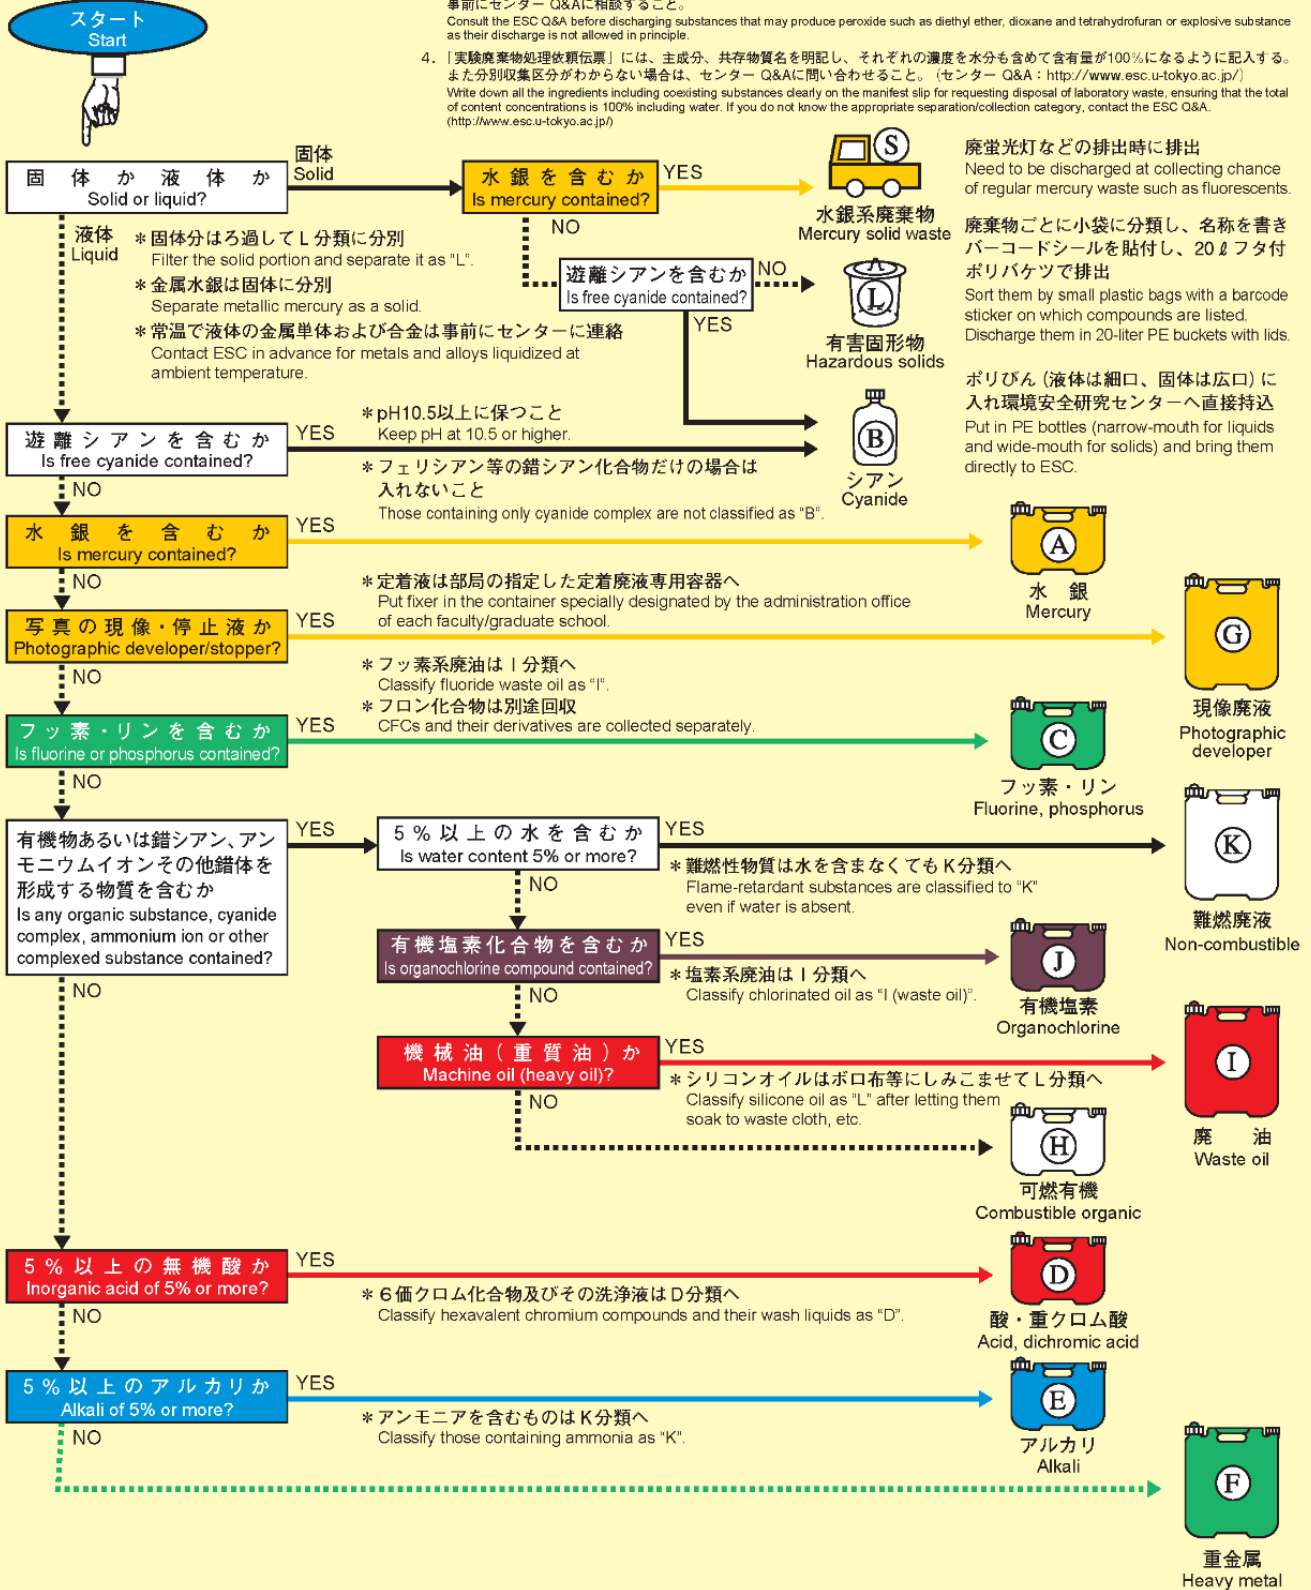 事前にセンター Q&Aに相談すること。
Consult the ESC Q&A before discharging substances that may produce peroxide such as diethyl ether, dioxane and tetrahydrofuran or explosive substance
as their discharge is not allowed in principle.
4.「実験廃棄物処理依頼伝票」には、主成分、共存物質名を明記し、それぞれの濃度を水分も含めて含有量が100%になるように記入する。
また分別収集区分がわからない場合は、センター Q&Aに問い合わせること。(センター Q&A：http://www.esc.u-tokyo.ac.jp/)
Write down all the ingredients including coexisting substances clearly on the manifest slip for requesting disposal of laboratory waste, ensuring that the total
of content concentrations is 100% including water. If you do not know the appropriate separation/collection category, contact the ESC Q&A.
(http://www.esc.u-tokyo.ac.jp/)
スタート
Start
固体か液体か
Solid or liquid?
固体
Solid
水銀を含むか
Is mercury contained?
YES
NO
S
水銀系廃棄物
Mercury solid waste
廃蛍光灯などの排出時に排出
Need to be discharged at collecting chance
of regular mercury waste such as fluorescents.
液体
Liquid
＊固体分はろ過してL分類に分別
Filter the solid portion and separate it as "L".
＊金属水銀は固体に分別
Separate metallic mercury as a solid.
＊常温で液体の金属単体および合金は事前にセンターに連絡
Contact ESC in advance for metals and alloys liquidized at
ambient temperature.
遊離シアンを含むか
Is free cyanide contained?
NO
YES
L
有害固形物
Hazardous solids
廃棄物ごとに小袋に分類し、名称を書き
バーコードシールを貼付し、20ℓフタ付
ポリバケツで排出
Sort them by small plastic bags with a barcode
sticker on which compounds are listed.
Discharge them in 20-liter PE buckets with lids.
遊離シアンを含むか
Is free cyanide contained?
YES
NO
＊pH10.5以上に保つこと
Keep pH at 10.5 or higher.
＊フェリシアン等の錯シアン化合物だけの場合は
入れないこと
Those containing only cyanide complex are not classified as "B".
B
シアン
Cyanide
ポリびん（液体は細口、固体は広口）に
入れ環境安全研究センターへ直接持込
Put in PE bottles (narrow-mouth for liquids
and wide-mouth for solids) and bring them
directly to ESC.
水銀を含むか
Is mercury contained?
YES
NO
A
水銀
Mercury
写真の現像・停止液か
Photographic developer/stopper?
YES
NO
＊定着液は部局の指定した定着廃液専用容器へ
Put fixer in the container specially designated by the administration office
of each faculty/graduate school.
G
現像廃液
Photographic
developer
フッ素・リンを含むか
Is fluorine or phosphorus contained?
YES
NO
＊フッ素系廃油はI分類へ
Classify fluoride waste oil as "I".
＊フロン化合物は別途回収
CFCs and their derivatives are collected separately.
C
フッ素・リン
Fluorine, phosphorus
有機物あるいは錯シアン、アン
モニウムイオンその他錯体を
形成する物質を含むか
Is any organic substance, cyanide
complex, ammonium ion or other
complexed substance contained?
YES
NO
5％以上の水を含むか
Is water content 5% or more?
YES
NO
＊難燃性物質は水を含まなくてもK分類へ
Flame-retardant substances are classified to "K"
even if water is absent.
K
難燃廃液
Non-combustible
有機塩素化合物を含むか
Is organochlorine compound contained?
YES
NO
＊塩素系廃油はI分類へ
Classify chlorinated oil as "I (waste oil)".
J
有機塩素
Organochlorine
機械油（重質油）か
Machine oil (heavy oil)?
YES
NO
＊シリコンオイルはボロ布等にしみこませてL分類へ
Classify silicone oil as "L" after letting them
soak to waste cloth, etc.
I
廃油
Waste oil
H
可燃有機
Combustible organic
5％以上の無機酸か
Inorganic acid of 5% or more?
YES
NO
＊6価クロム化合物及びその洗浄液はD分類へ
Classify hexavalent chromium compounds and their wash liquids as "D".
D
酸・重クロム酸
Acid, dichromic acid
5％以上のアルカリか
Alkali of 5% or more?
YES
NO
＊アンモニアを含むものはK分類へ
Classify those containing ammonia as "K".
E
アルカリ
Alkali
F
重金属
Heavy metal